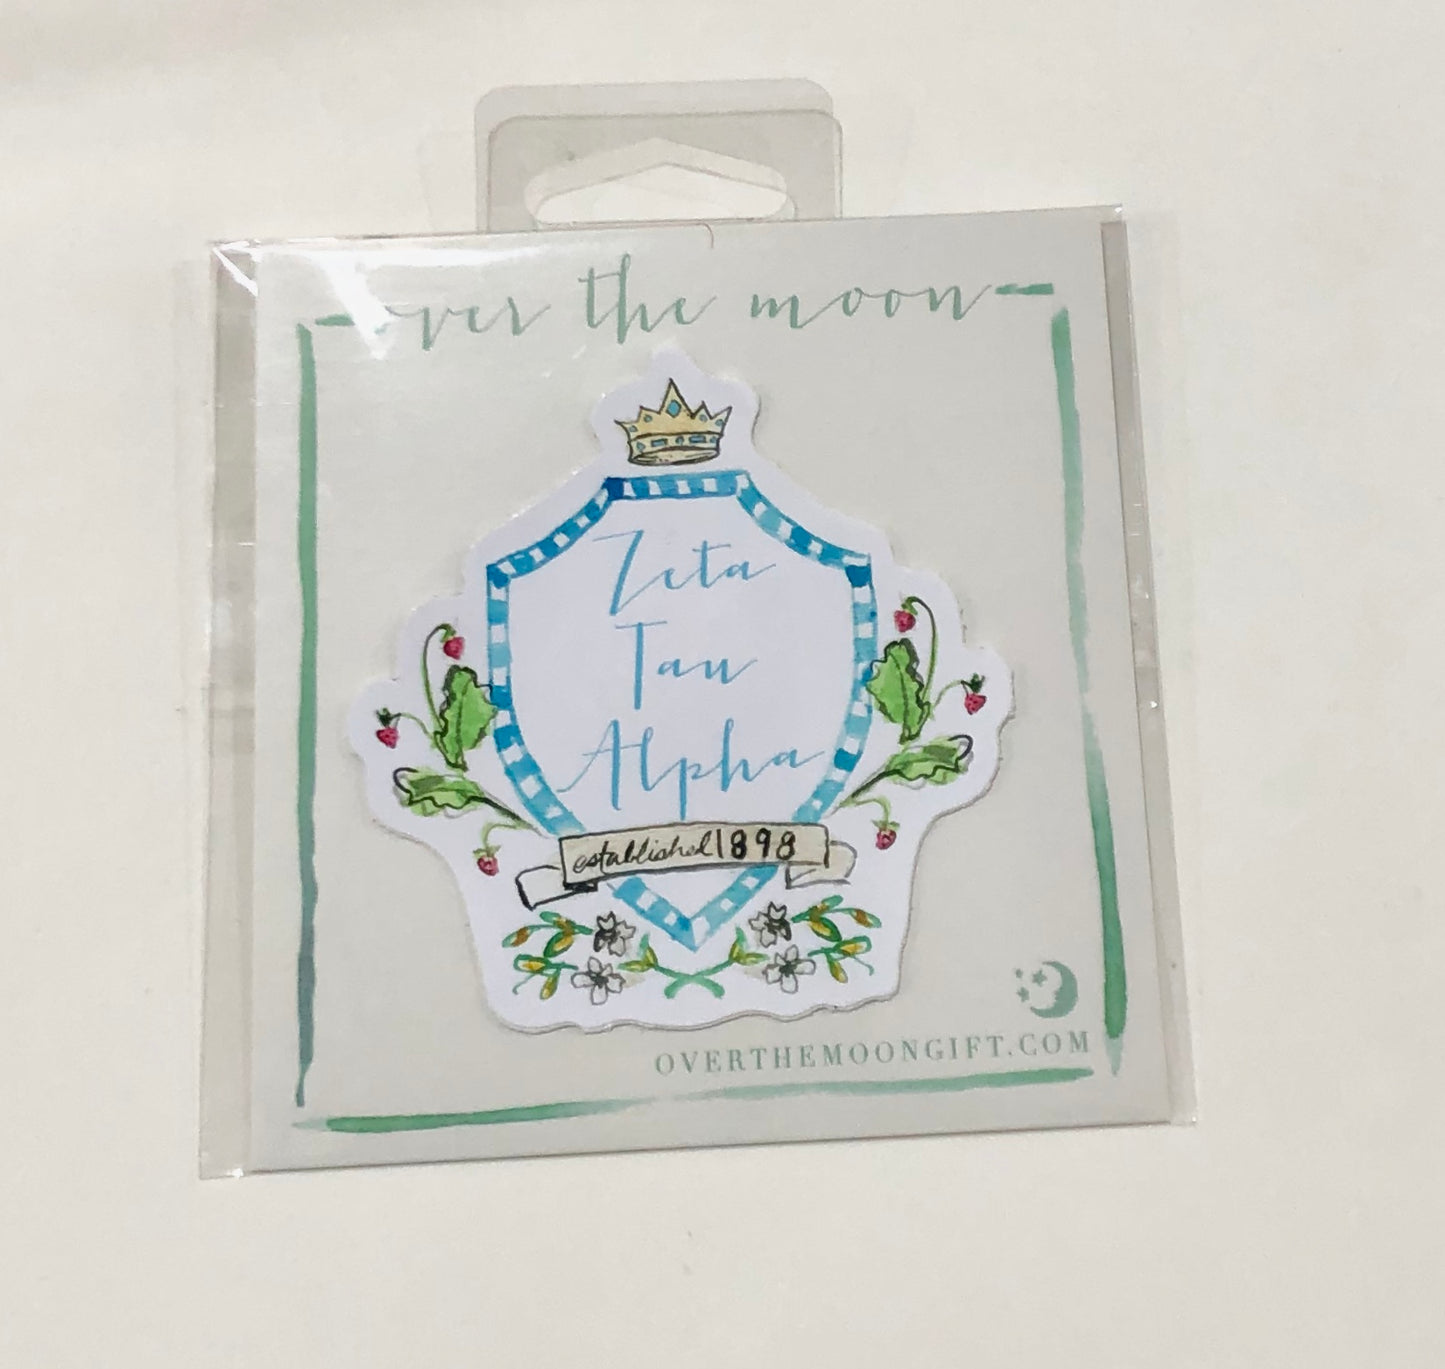 over the moon
Zeta
Tau
Alpha
established 1898
OVERTHEMOONGIFT.COM